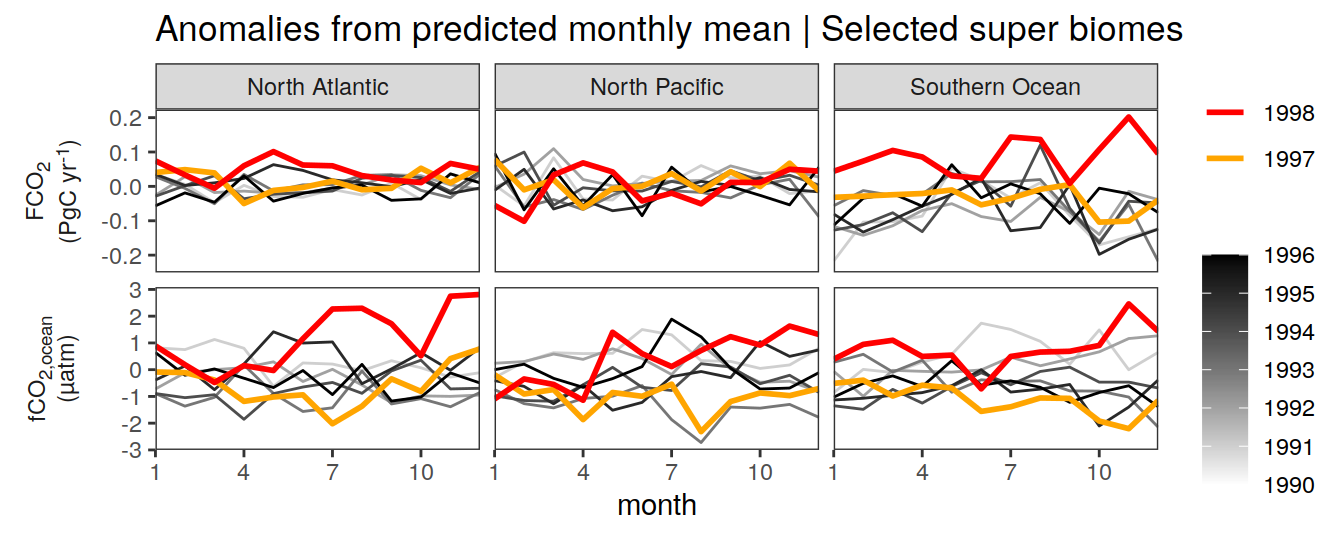 Anomalies from predicted monthly mean | Selected super biomes
North Atlantic North Pacific Southern Ocean
FCO₂
(PgC yr⁻¹)
0.2
0.1
0.0
-0.1
-0.2
fCO₂,ocean
(µatm)
3
2
1
0
-1
-2
-3
1 4 7 10 1 4 7 10 1 4 7 10
month
1998
1997
1996
1995
1994
1993
1992
1991
1990